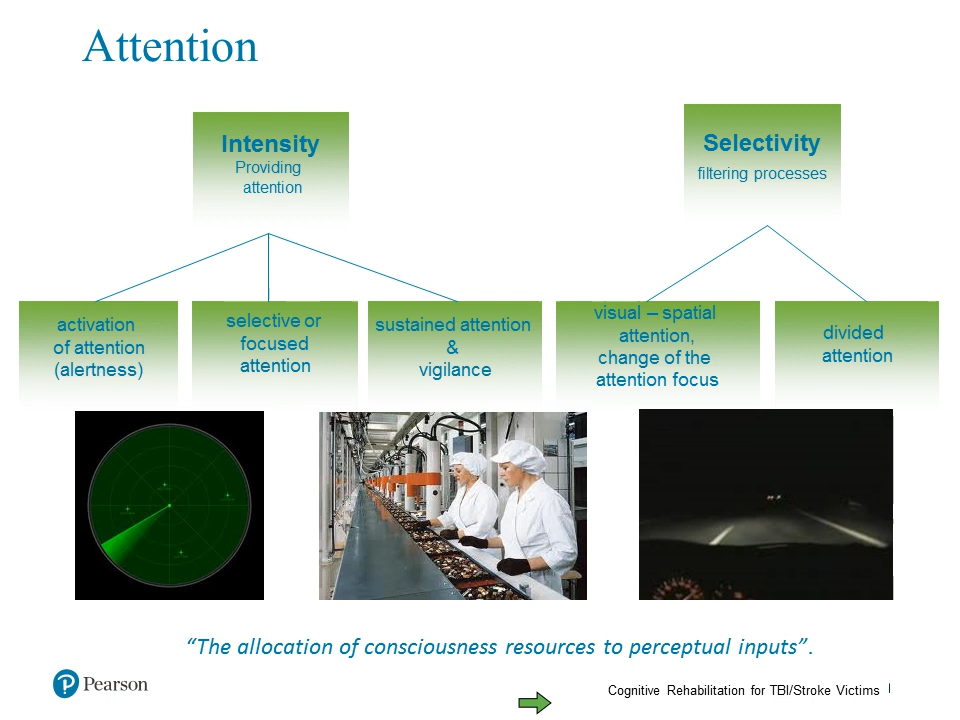 Attention
Intensity
Providing
attention
Selectivity
filtering processes
activation
of attention
(alertness)
selective or
focused
attention
sustained attention
&
vigilance
visual – spatial
attention,
change of the
attention focus
divided
attention
“The allocation of consciousness resources to perceptual inputs”.
Pearson
Cognitive Rehabilitation for TBI/Stroke Victims |